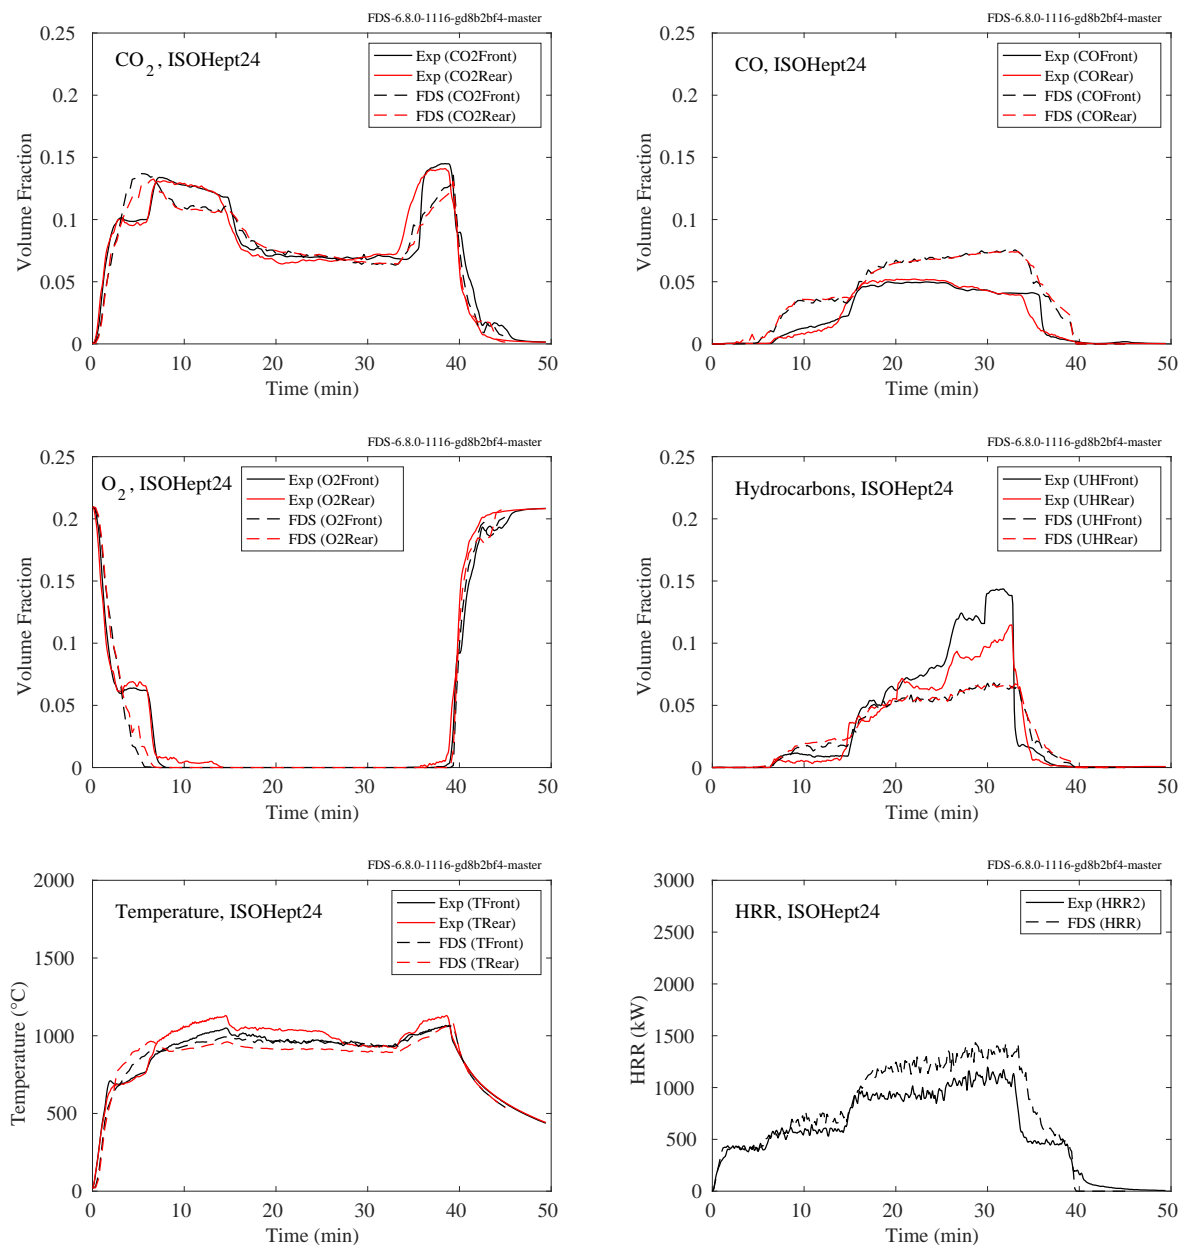 FDS-6.8.0-1116-gd8b2bf4-master
CO2, ISOHept24
Exp (CO2Front)
Exp (CO2Rear)
FDS (CO2Front)
FDS (CO2Rear)
Volume Fraction
0.25
0.2
0.15
0.1
0.05
0
0 10 20 30 40 50
Time (min)
FDS-6.8.0-1116-gd8b2bf4-master
CO, ISOHept24
Exp (COFront)
Exp (CORear)
FDS (COFront)
FDS (CORear)
Volume Fraction
0.25
0.2
0.15
0.1
0.05
0
0 10 20 30 40 50
Time (min)
FDS-6.8.0-1116-gd8b2bf4-master
O2, ISOHept24
Exp (O2Front)
Exp (O2Rear)
FDS (O2Front)
FDS (O2Rear)
Volume Fraction
0.25
0.2
0.15
0.1
0.05
0
0 10 20 30 40 50
Time (min)
FDS-6.8.0-1116-gd8b2bf4-master
Hydrocarbons, ISOHept24
Exp (UHFront)
Exp (UHRear)
FDS (UHFront)
FDS (UHRear)
Volume Fraction
0.25
0.2
0.15
0.1
0.05
0
0 10 20 30 40 50
Time (min)
FDS-6.8.0-1116-gd8b2bf4-master
Temperature, ISOHept24
Exp (TFront)
Exp (TRear)
FDS (TFront)
FDS (TRear)
Temperature (°C)
2000
1500
1000
500
0
0 10 20 30 40 50
Time (min)
FDS-6.8.0-1116-gd8b2bf4-master
HRR, ISOHept24
Exp (HRR2)
FDS (HRR)
HRR (kW)
3000
2500
2000
1500
1000
500
0
0 10 20 30 40 50
Time (min)